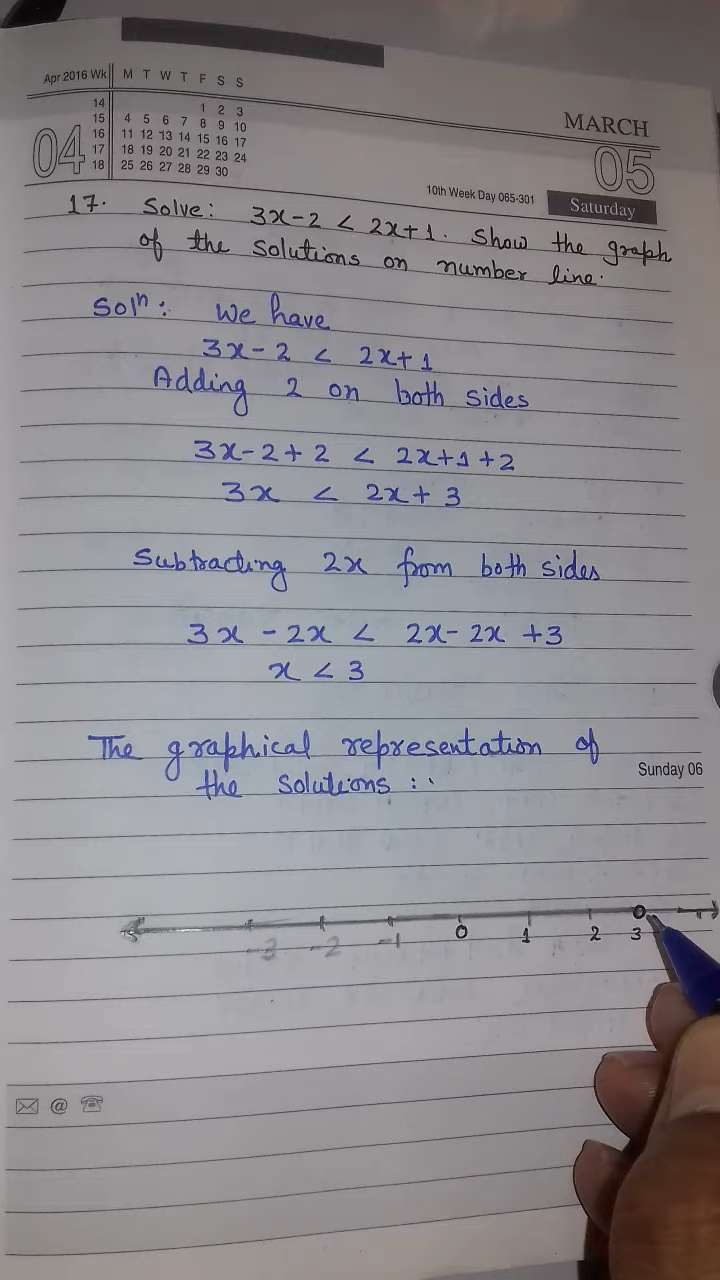 Apr 2016 Wk M T W T F S S
14 1 2 3
15 4 5 6 7 8 9 10
16 11 12 13 14 15 16 17
17 18 19 20 21 22 23 24
18 25 26 27 28 29 30
04
MARCH
05
10th Week Day 065-301 Saturday
17. Solve: 3x-2 < 2x+1. Show the graph
of the solutions on number line.
Solⁿ: We have
3x-2 < 2x+1
Adding 2 on both sides
3x-2+2 < 2x+1+2
3x < 2x+3
Subtracting 2x from both sides
3x-2x < 2x-2x+3
x < 3
The graphical representation of
Sunday 06
the solutions :..
-3 -2 -1 0 1 2 3
@